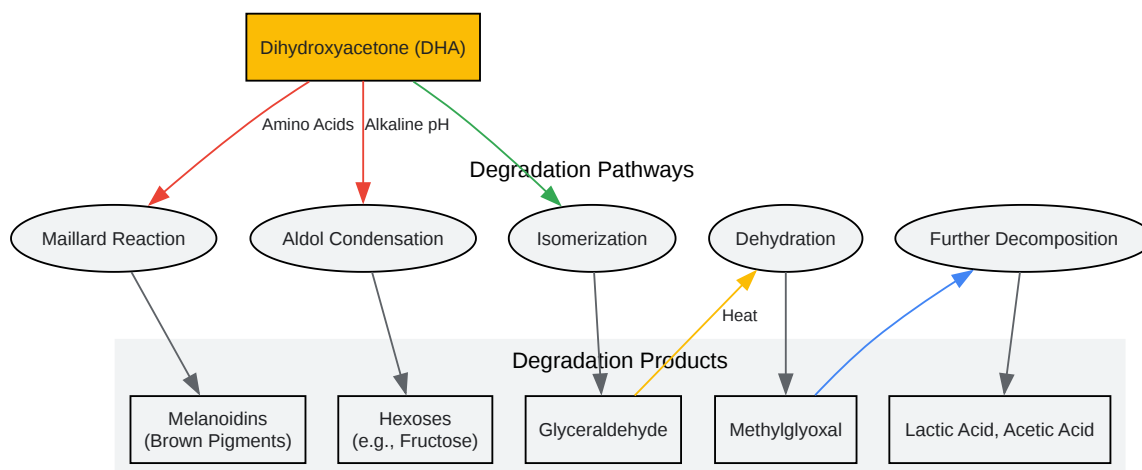 Dihydroxyacetone (DHA)
Amino Acids
Alkaline pH
Degradation Pathways
Maillard Reaction
Aldol Condensation
Isomerization
Dehydration
Further Decomposition
Heat
Degradation Products
Melanoidins
(Brown Pigments)
Hexoses
(e.g., Fructose)
Glyceraldehyde
Methylglyoxal
Lactic Acid, Acetic Acid